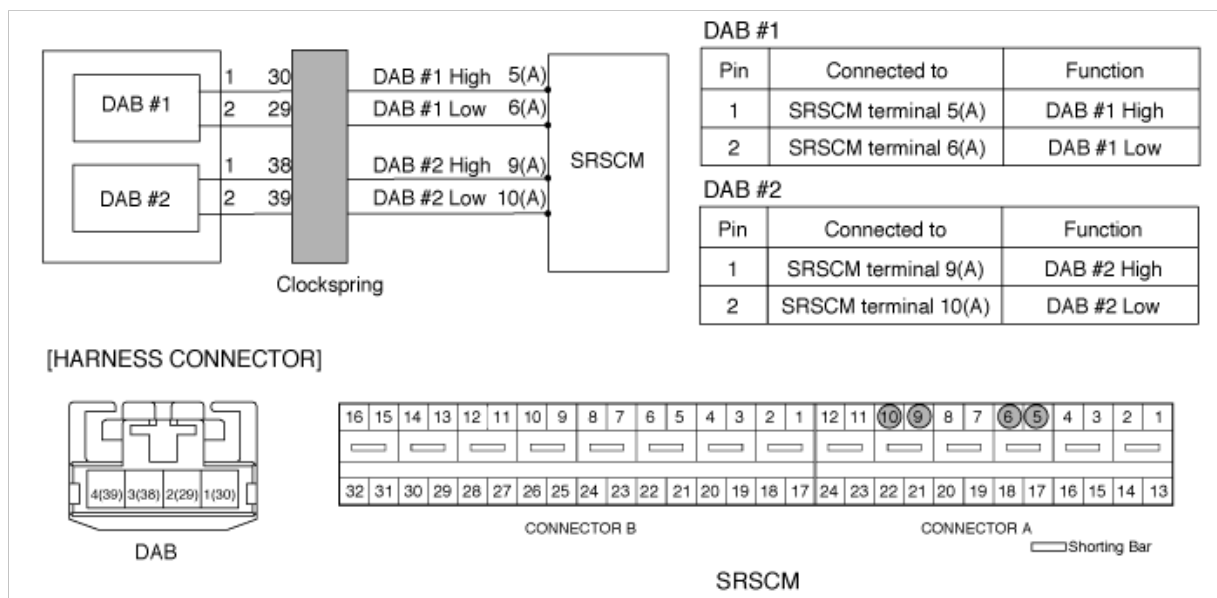 DAB #1
1 30 DAB #1 High 5(A)
2 29 DAB #1 Low 6(A)
DAB #2
1 38 DAB #2 High 9(A)
2 39 DAB #2 Low 10(A)
SRSCM
Clockspring
DAB #1
Pin Connected to Function
1 SRSCM terminal 5(A) DAB #1 High
2 SRSCM terminal 6(A) DAB #1 Low
DAB #2
Pin Connected to Function
1 SRSCM terminal 9(A) DAB #2 High
2 SRSCM terminal 10(A) DAB #2 Low
[HARNESS CONNECTOR]
4(39) 3(38) 2(29) 1(30)
DAB
16 15 14 13 12 11 10 9 8 7 6 5 4 3 2 1 12 11 10 9 8 7 6 5 4 3 2 1
32 31 30 29 28 27 26 25 24 23 22 21 20 19 18 17 24 23 22 21 20 19 18 17 16 15 14 13
CONNECTOR B CONNECTOR A
Shorting Bar
SRSCM